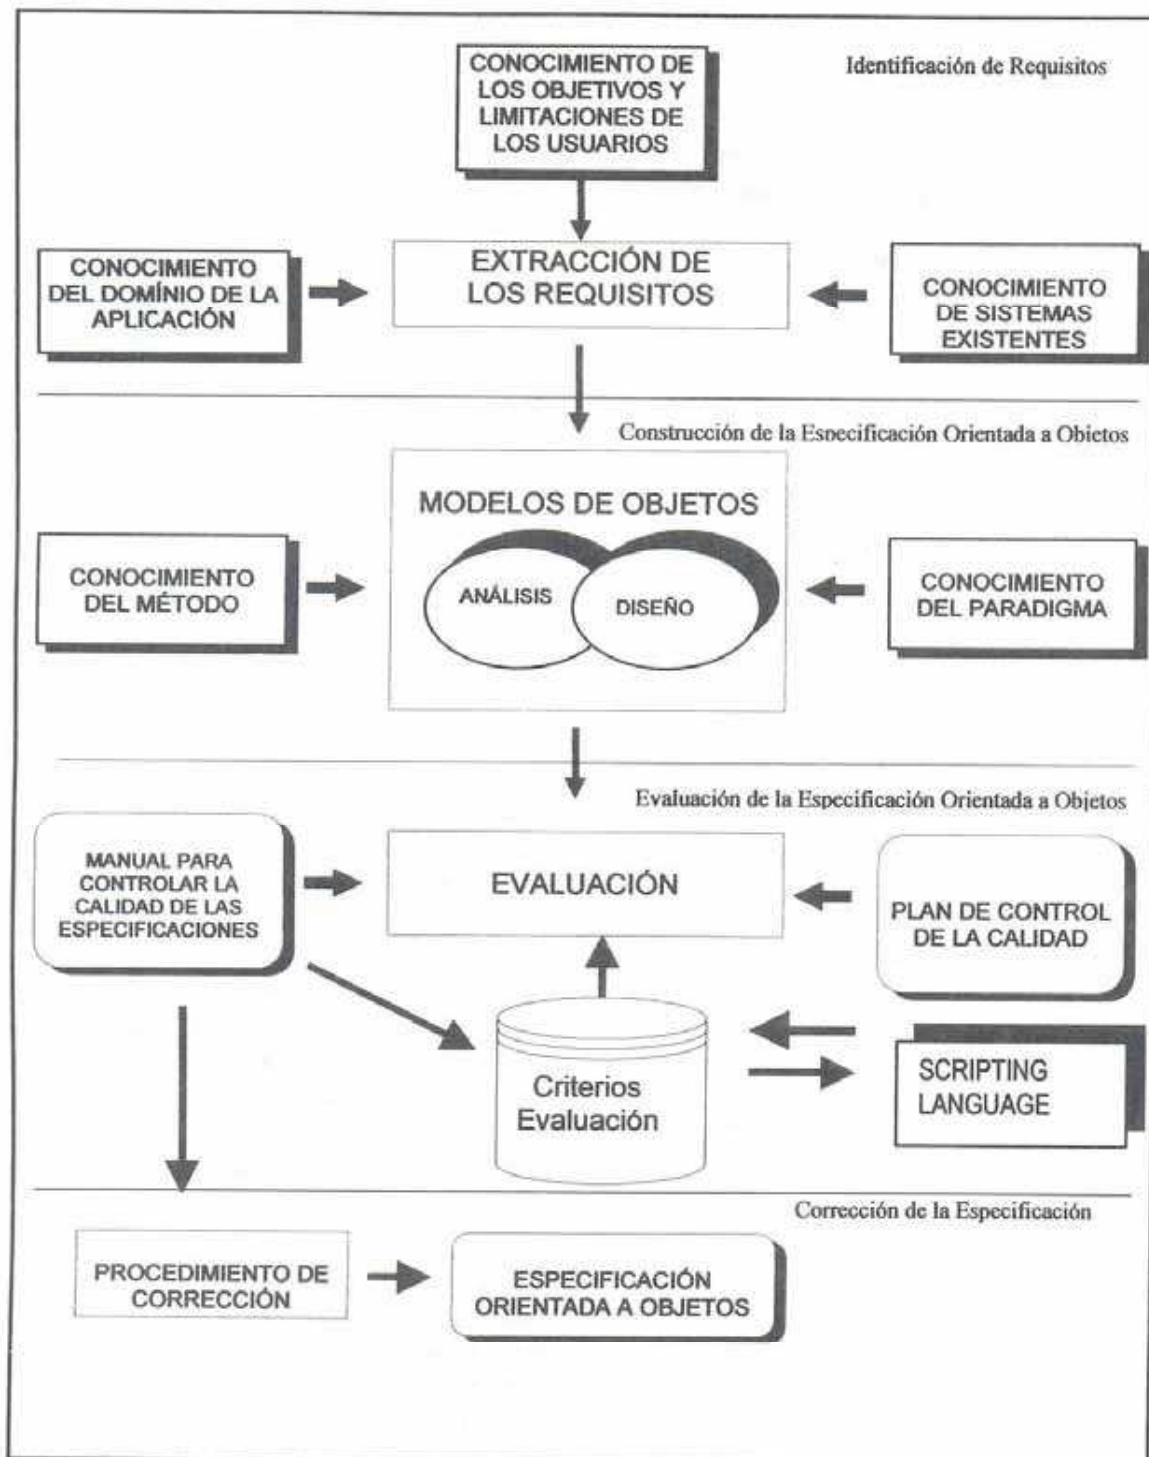 Identificación de Requisitos
CONOCIMIENTO DE
LOS OBJETIVOS Y
LIMITACIONES DE
LOS USUARIOS
CONOCIMIENTO
DEL DOMÍNIO DE LA
APLICACIÓN
EXTRACCIÓN DE
LOS REQUISITOS
CONOCIMIENTO
DE SISTEMAS
EXISTENTES
Construcción de la Especificación Orientada a Objetos
MODELOS DE OBJETOS
CONOCIMIENTO
DEL MÉTODO
ANÁLISIS
DISEÑO
CONOCIMIENTO
DEL PARADIGMA
Evaluación de la Especificación Orientada a Objetos
MANUAL PARA
CONTROLAR LA
CALIDAD DE LAS
ESPECIFICACIONES
EVALUACIÓN
PLAN DE CONTROL
DE LA CALIDAD
Criterios
Evaluación
SCRIPTING
LANGUAGE
Corrección de la Especificación
PROCEDIMIENTO DE
CORRECCIÓN
ESPECIFICACIÓN
ORIENTADA A OBJETOS